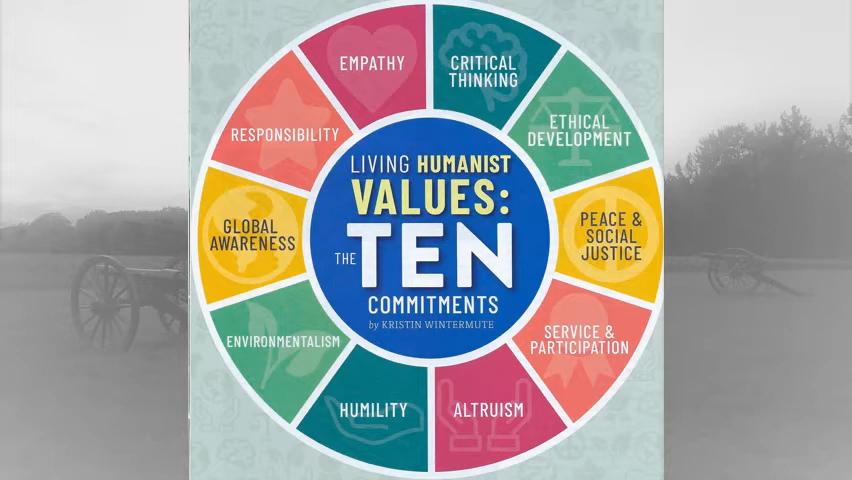 LIVING HUMANIST
VALUES:
THE TEN
COMMITMENTS
by KRISTIN WINTERMUTE
EMPATHY
CRITICAL
THINKING
ETHICAL
DEVELOPMENT
PEACE &
SOCIAL
JUSTICE
SERVICE &
PARTICIPATION
ALTRUISM
HUMILITY
ENVIRONMENTALISM
GLOBAL
AWARENESS
RESPONSIBILITY